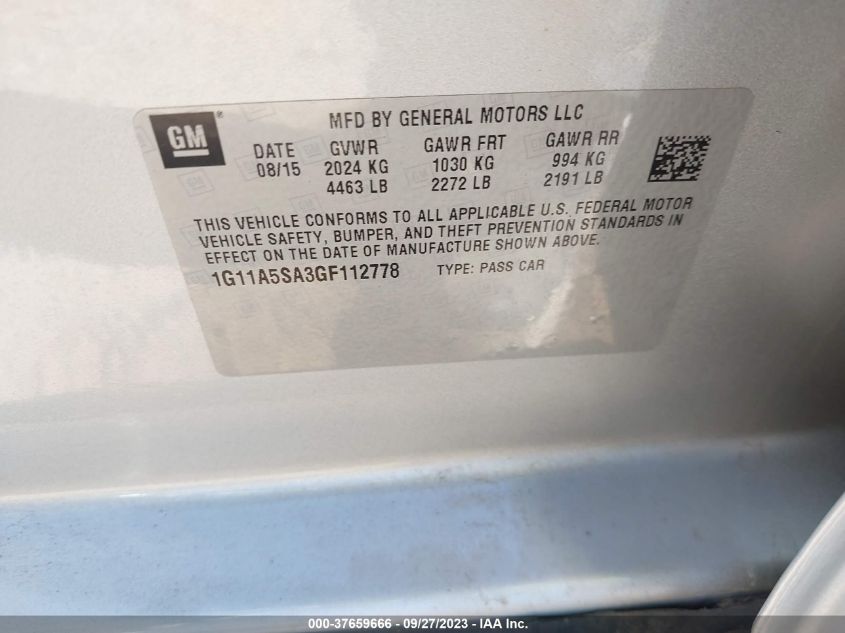 GM®
MFD BY GENERAL MOTORS LLC
DATE GVWR GAWR FRT GAWR RR
08/15 2024 KG 1030 KG 994 KG
4463 LB 2272 LB 2191 LB
THIS VEHICLE CONFORMS TO ALL APPLICABLE U.S. FEDERAL MOTOR
VEHICLE SAFETY, BUMPER, AND THEFT PREVENTION STANDARDS IN
EFFECT ON THE DATE OF MANUFACTURE SHOWN ABOVE.
1G11A5SA3GF112778 TYPE: PASS CAR
000-37659666 - 09/27/2023 - IAA Inc.